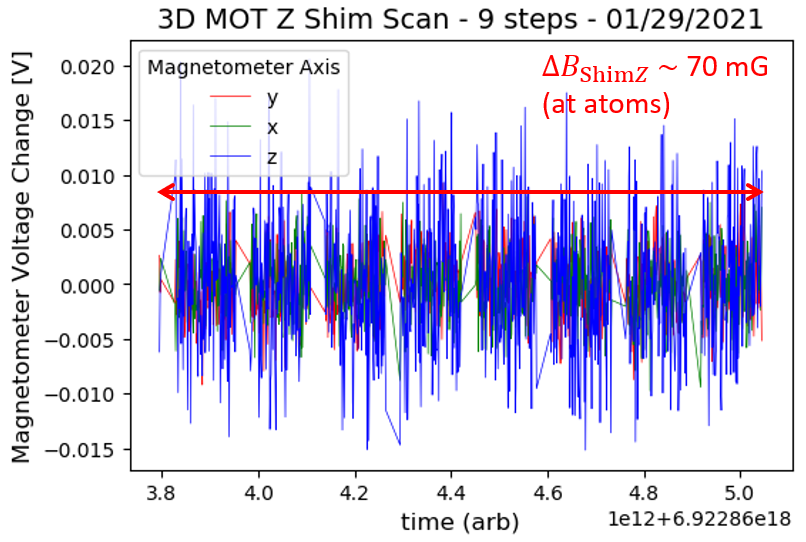 3D MOT Z Shim Scan - 9 steps - 01/29/2021
Magnetometer Voltage Change [V]
0.020
0.015
0.010
0.005
0.000
−0.005
−0.010
−0.015
Magnetometer Axis
y
x
z
Δ𝐵ShimZ ~ 70 mG
(at atoms)
3.8
4.0
4.2
4.4
4.6
4.8
5.0
time (arb)
1e12+6.92286e18